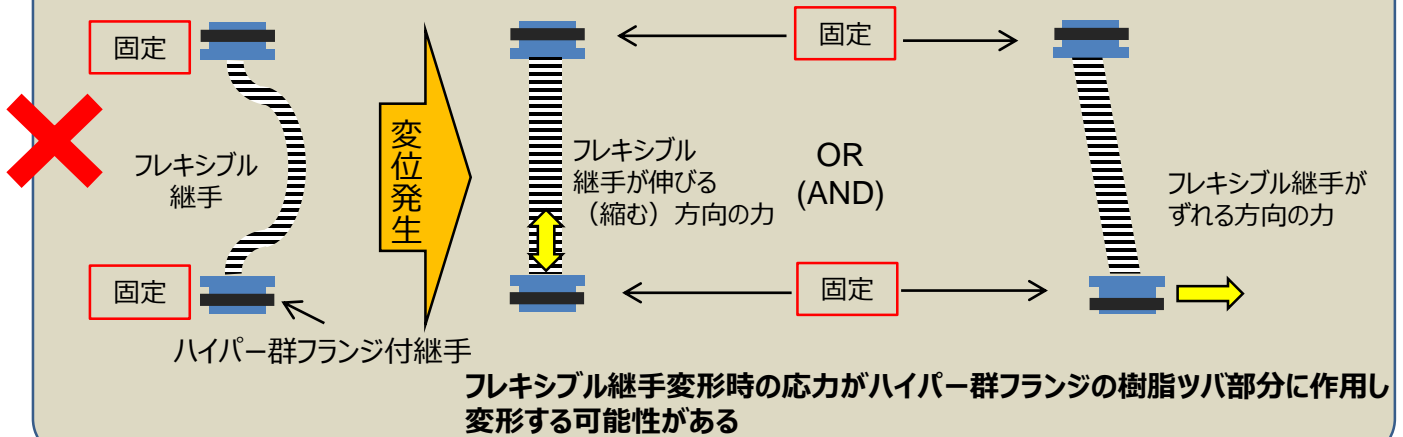 固定
フレキシブル
継手
固定
ハイパー群フランジ付継手
変位発生
フレキシブル
継手が伸びる
（縮む）方向の力
固定
OR
(AND)
固定
フレキシブル継手が
ずれる方向の力
フレキシブル継手変形時の応力がハイパー群フランジの樹脂ツバ部分に作用し
変形する可能性がある